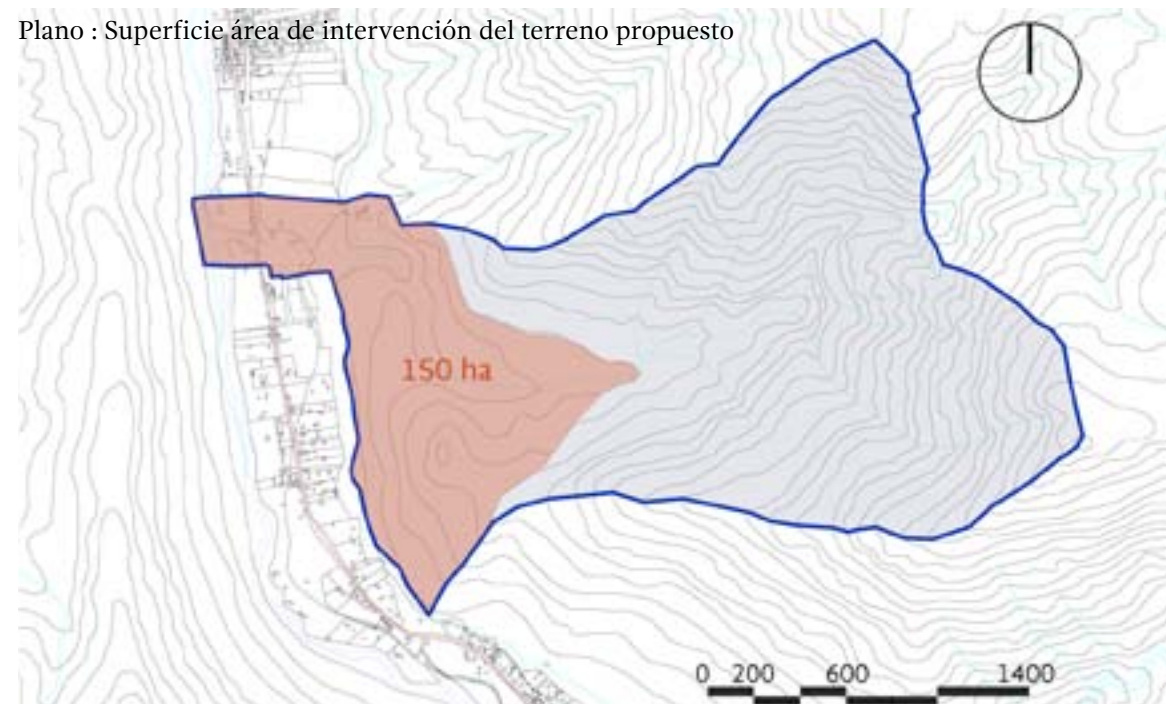 Plano : Superficie área de intervención del terreno propuesto
150 ha
0 200 600 1400